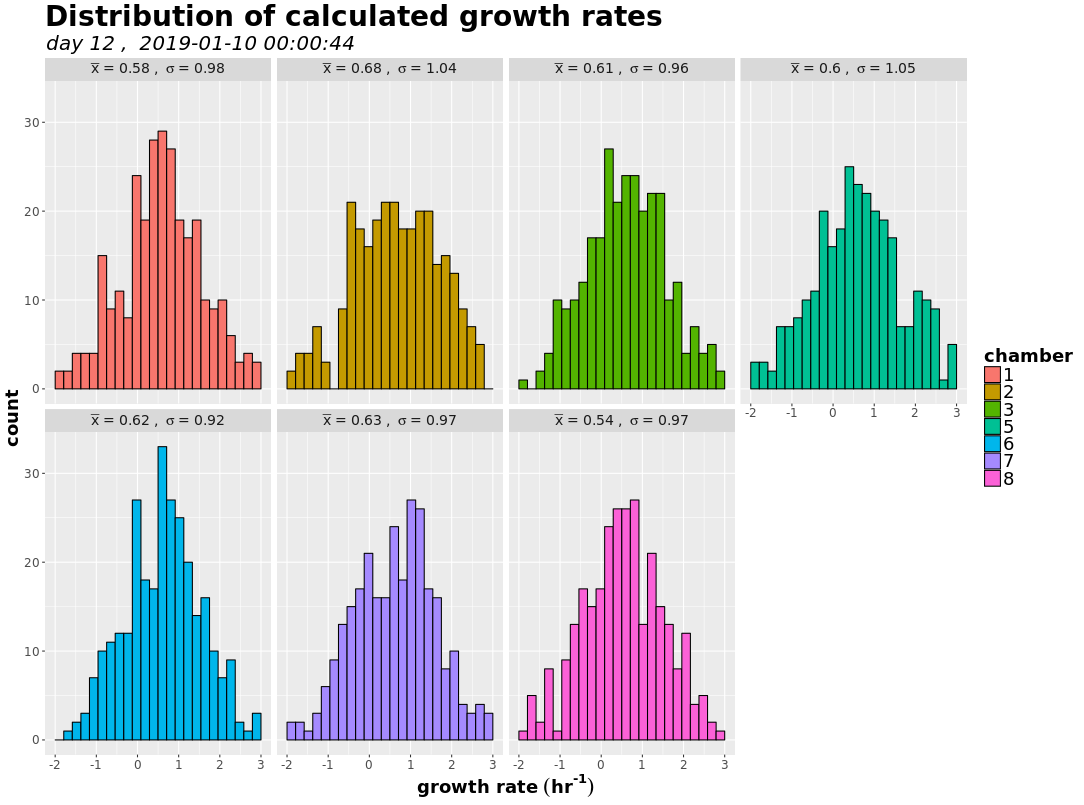 Distribution of calculated growth rates
day 12 ,  2019-01-10 00:00:44
x̅ = 0.58 ,  σ = 0.98
x̅ = 0.68 ,  σ = 1.04
x̅ = 0.61 ,  σ = 0.96
x̅ = 0.6 ,  σ = 1.05
30
20
10
0
-2 -1 0 1 2 3
x̅ = 0.62 ,  σ = 0.92
x̅ = 0.63 ,  σ = 0.97
x̅ = 0.54 ,  σ = 0.97
30
20
10
0
-2 -1 0 1 2 3
-2 -1 0 1 2 3
-2 -1 0 1 2 3
count
growth rate (hr⁻¹)
chamber
1
2
3
5
6
7
8